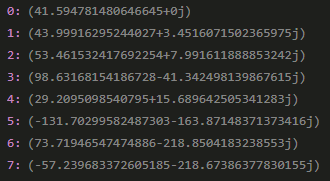 0: (41.594781480646645+0j)
1: (43.99916295244027+3.4516071502365975j)
2: (53.461532417692254+7.991611888853242j)
3: (98.63168154186728-41.342498139867615j)
4: (29.2095098540795+15.689642505341283j)
5: (-131.70299582487303-163.87148371373416j)
6: (73.71946547474886-218.8504183238553j)
7: (-57.239683372605185-218.67386377830155j)